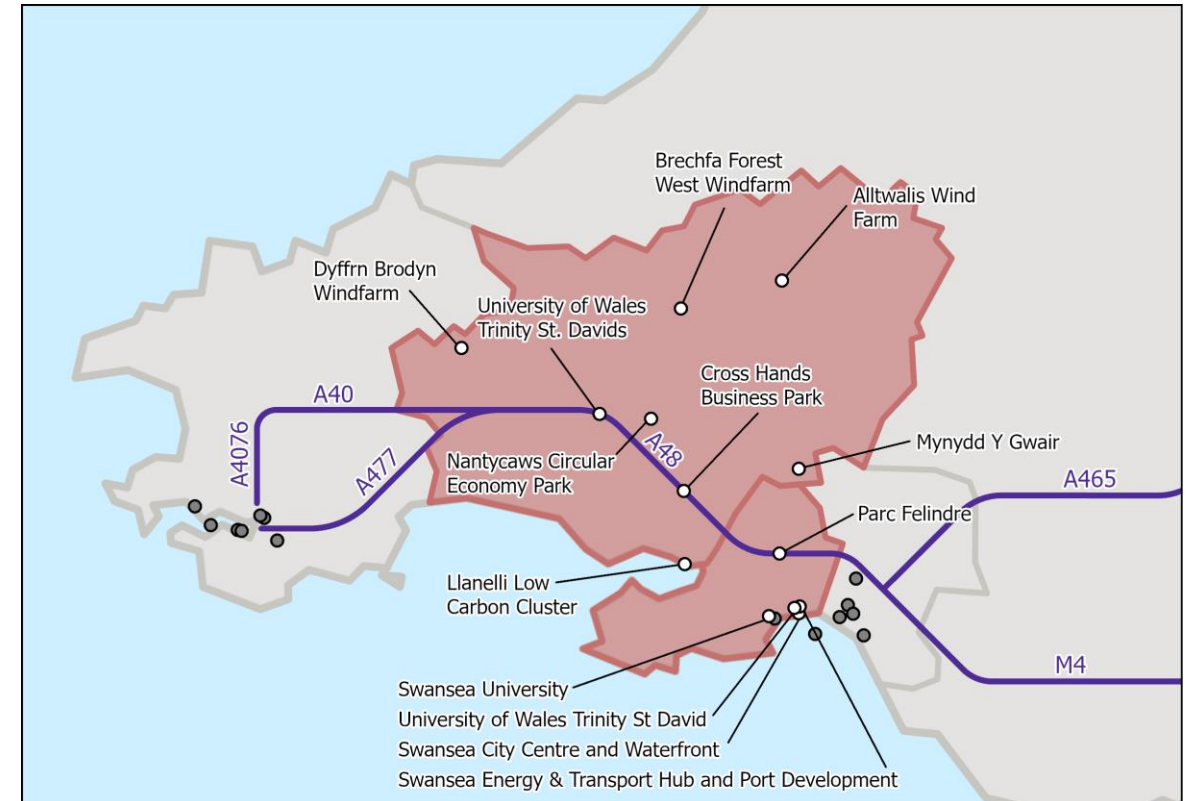 Brechfa Forest
West Windfarm
Alltwalis Wind
Farm
Dyffrn Brodyn
Windfarm
University of Wales
Trinity St. Davids
Cross Hands
Business Park
A40
A4076
A477
A48
Nantycaws Circular
Economy Park
Mynydd Y Gwair
A465
Parc Felindre
Llanelli Low
Carbon Cluster
M4
Swansea University
University of Wales Trinity St David
Swansea City Centre and Waterfront
Swansea Energy & Transport Hub and Port Development